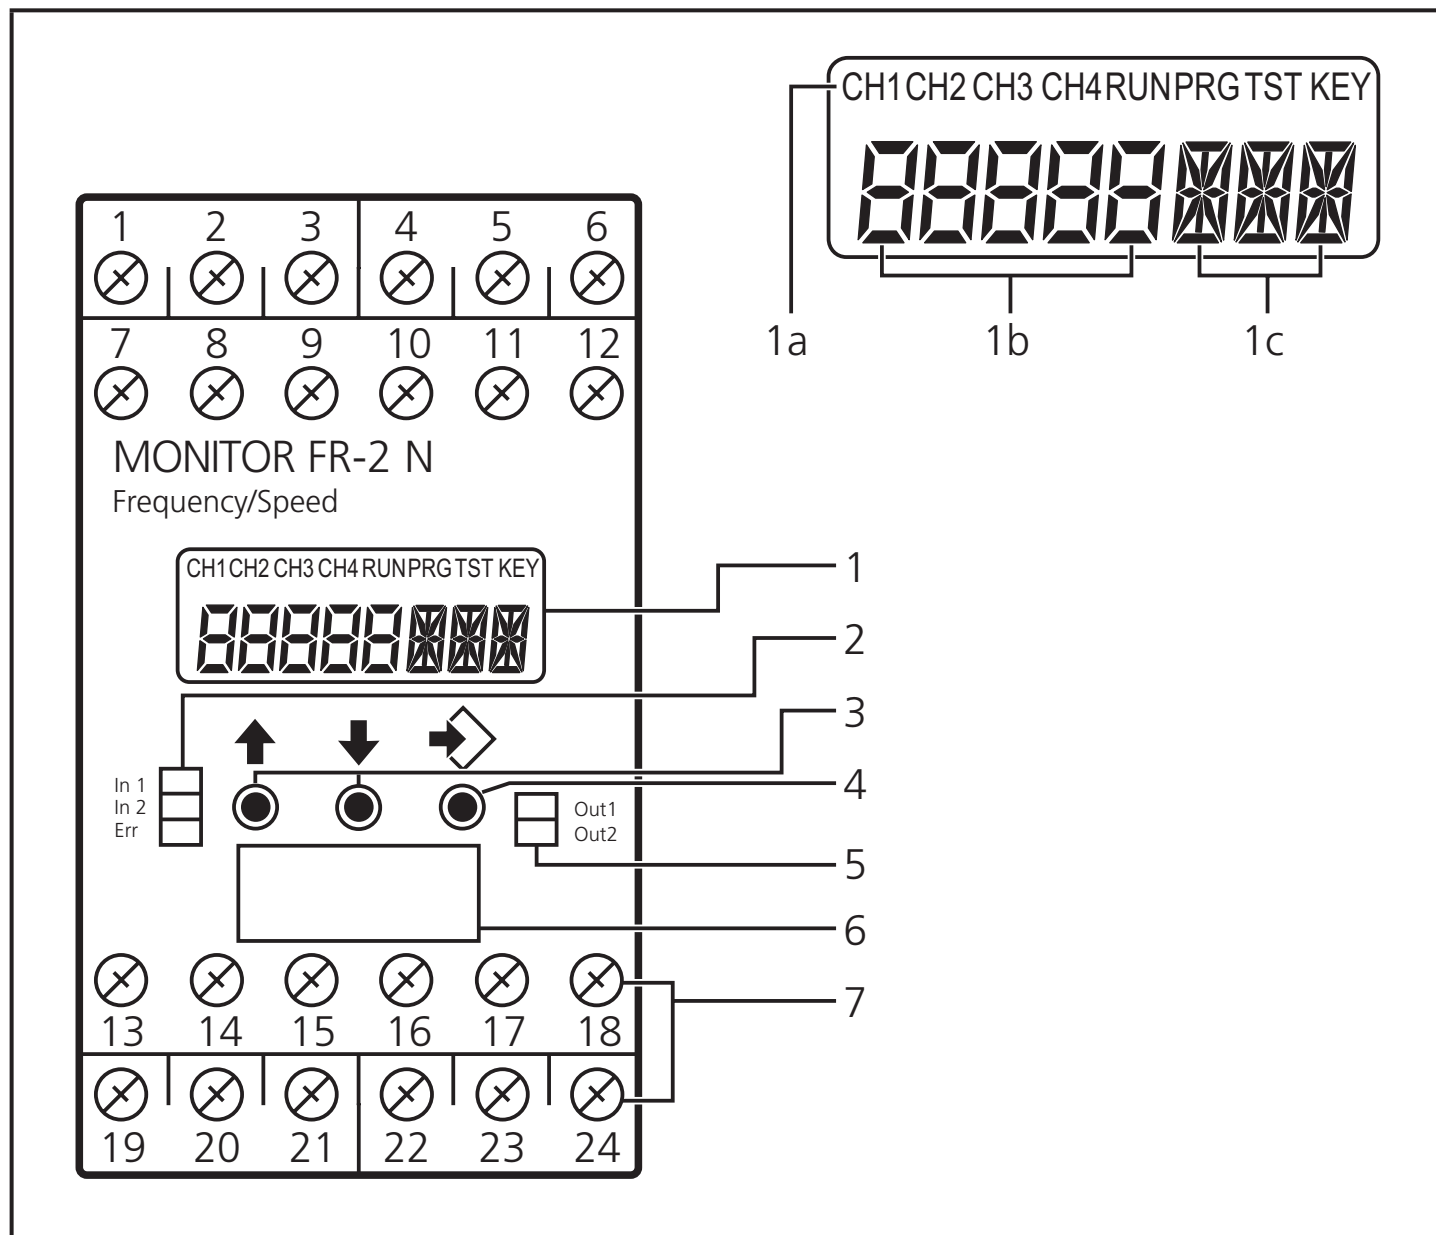 CH1 CH2 CH3 CH4 RUN PRG TST KEY
1a 1b 1c
1 2 3 4 5 6
7 8 9 10 11 12
MONITOR FR-2 N
Frequency/Speed
CH1 CH2 CH3 CH4 RUN PRG TST KEY
1
2
3
4
In 1
In 2
Err
Out1
Out2
5
6
7
13 14 15 16 17 18
19 20 21 22 23 24